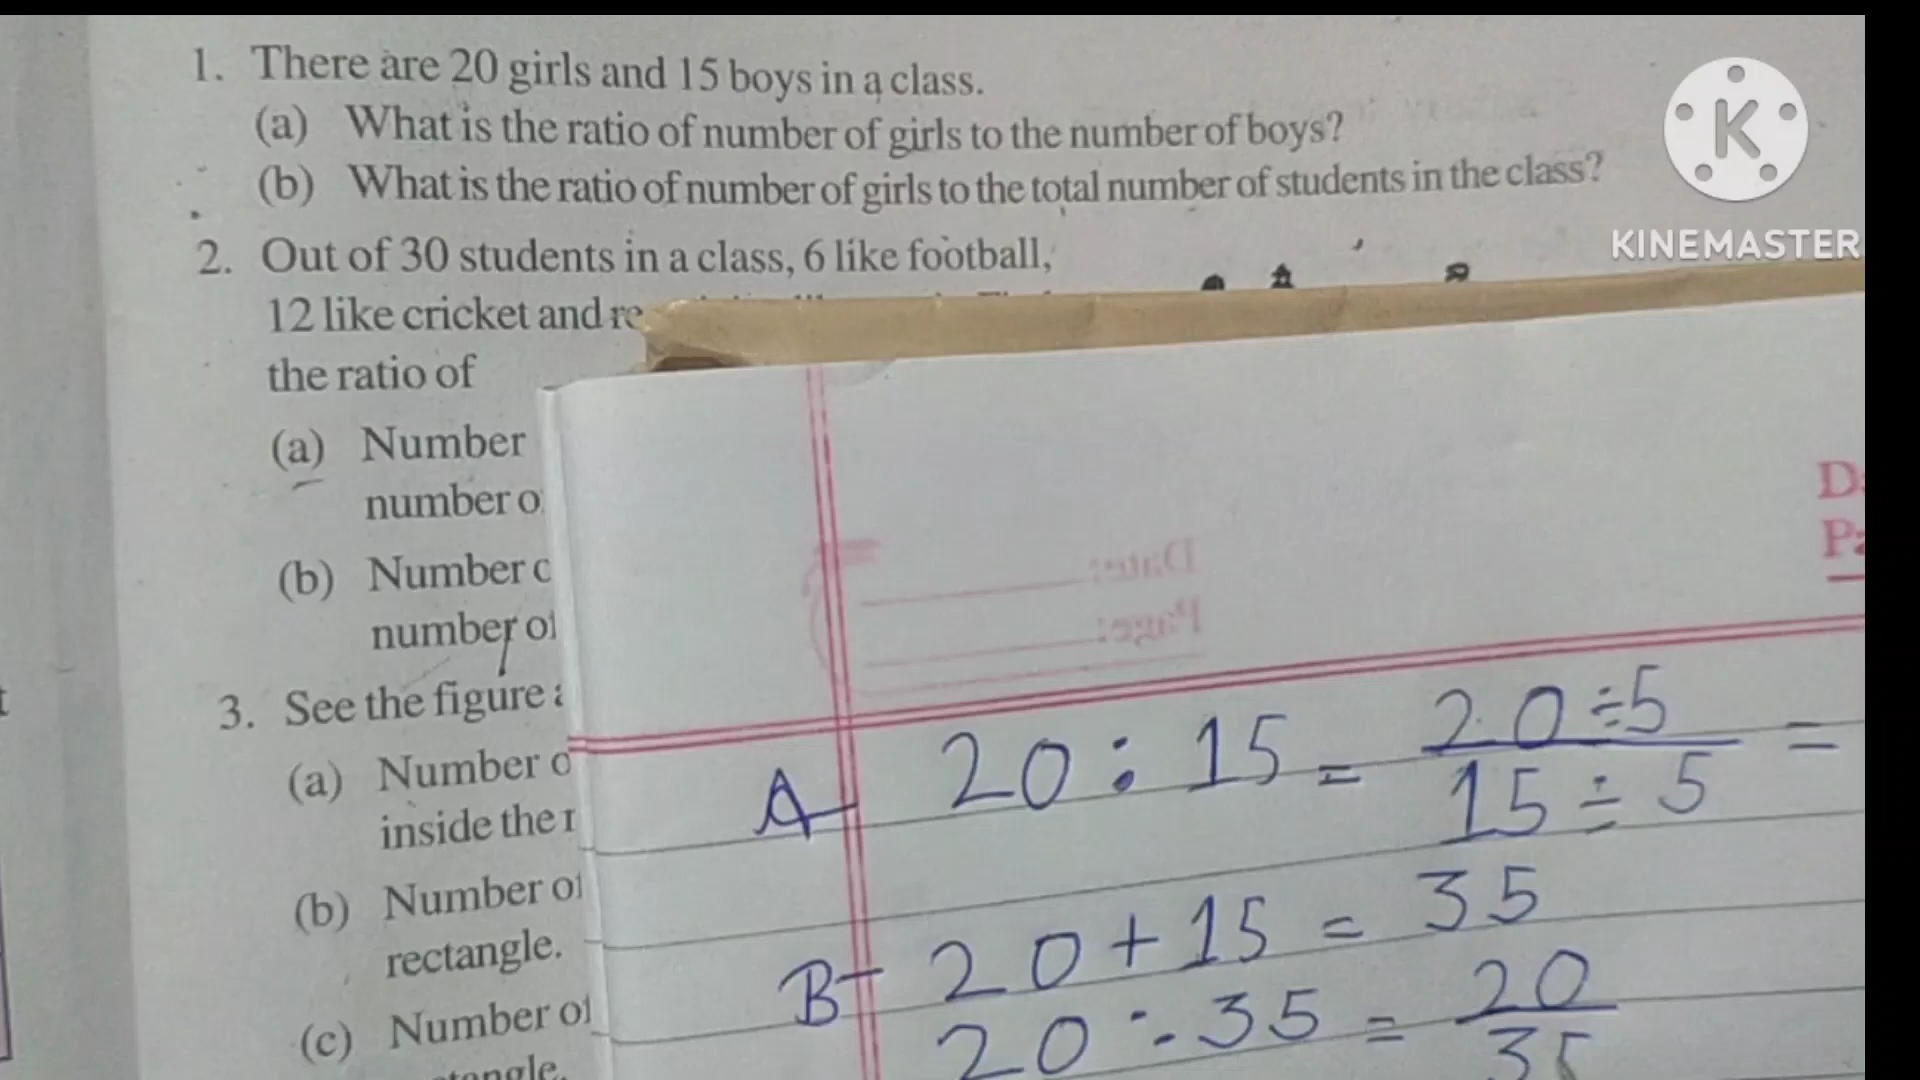 1. There are 20 girls and 15 boys in a class.
(a) What is the ratio of number of girls to the number of boys?
(b) What is the ratio of number of girls to the total number of students in the class?
KINEMASTER
2. Out of 30 students in a class, 6 like football,
12 like cricket and
the ratio of
(a) Number
number
(b) Number
number
3. See the figure
(a) Number
inside the
(b) Number
rectangle.
(c) Number
Date:
Page:
A- 20 : 15 = 20 ÷ 5 =
15 ÷ 5
B- 20 + 15 = 35
20 : 35 = 20
35